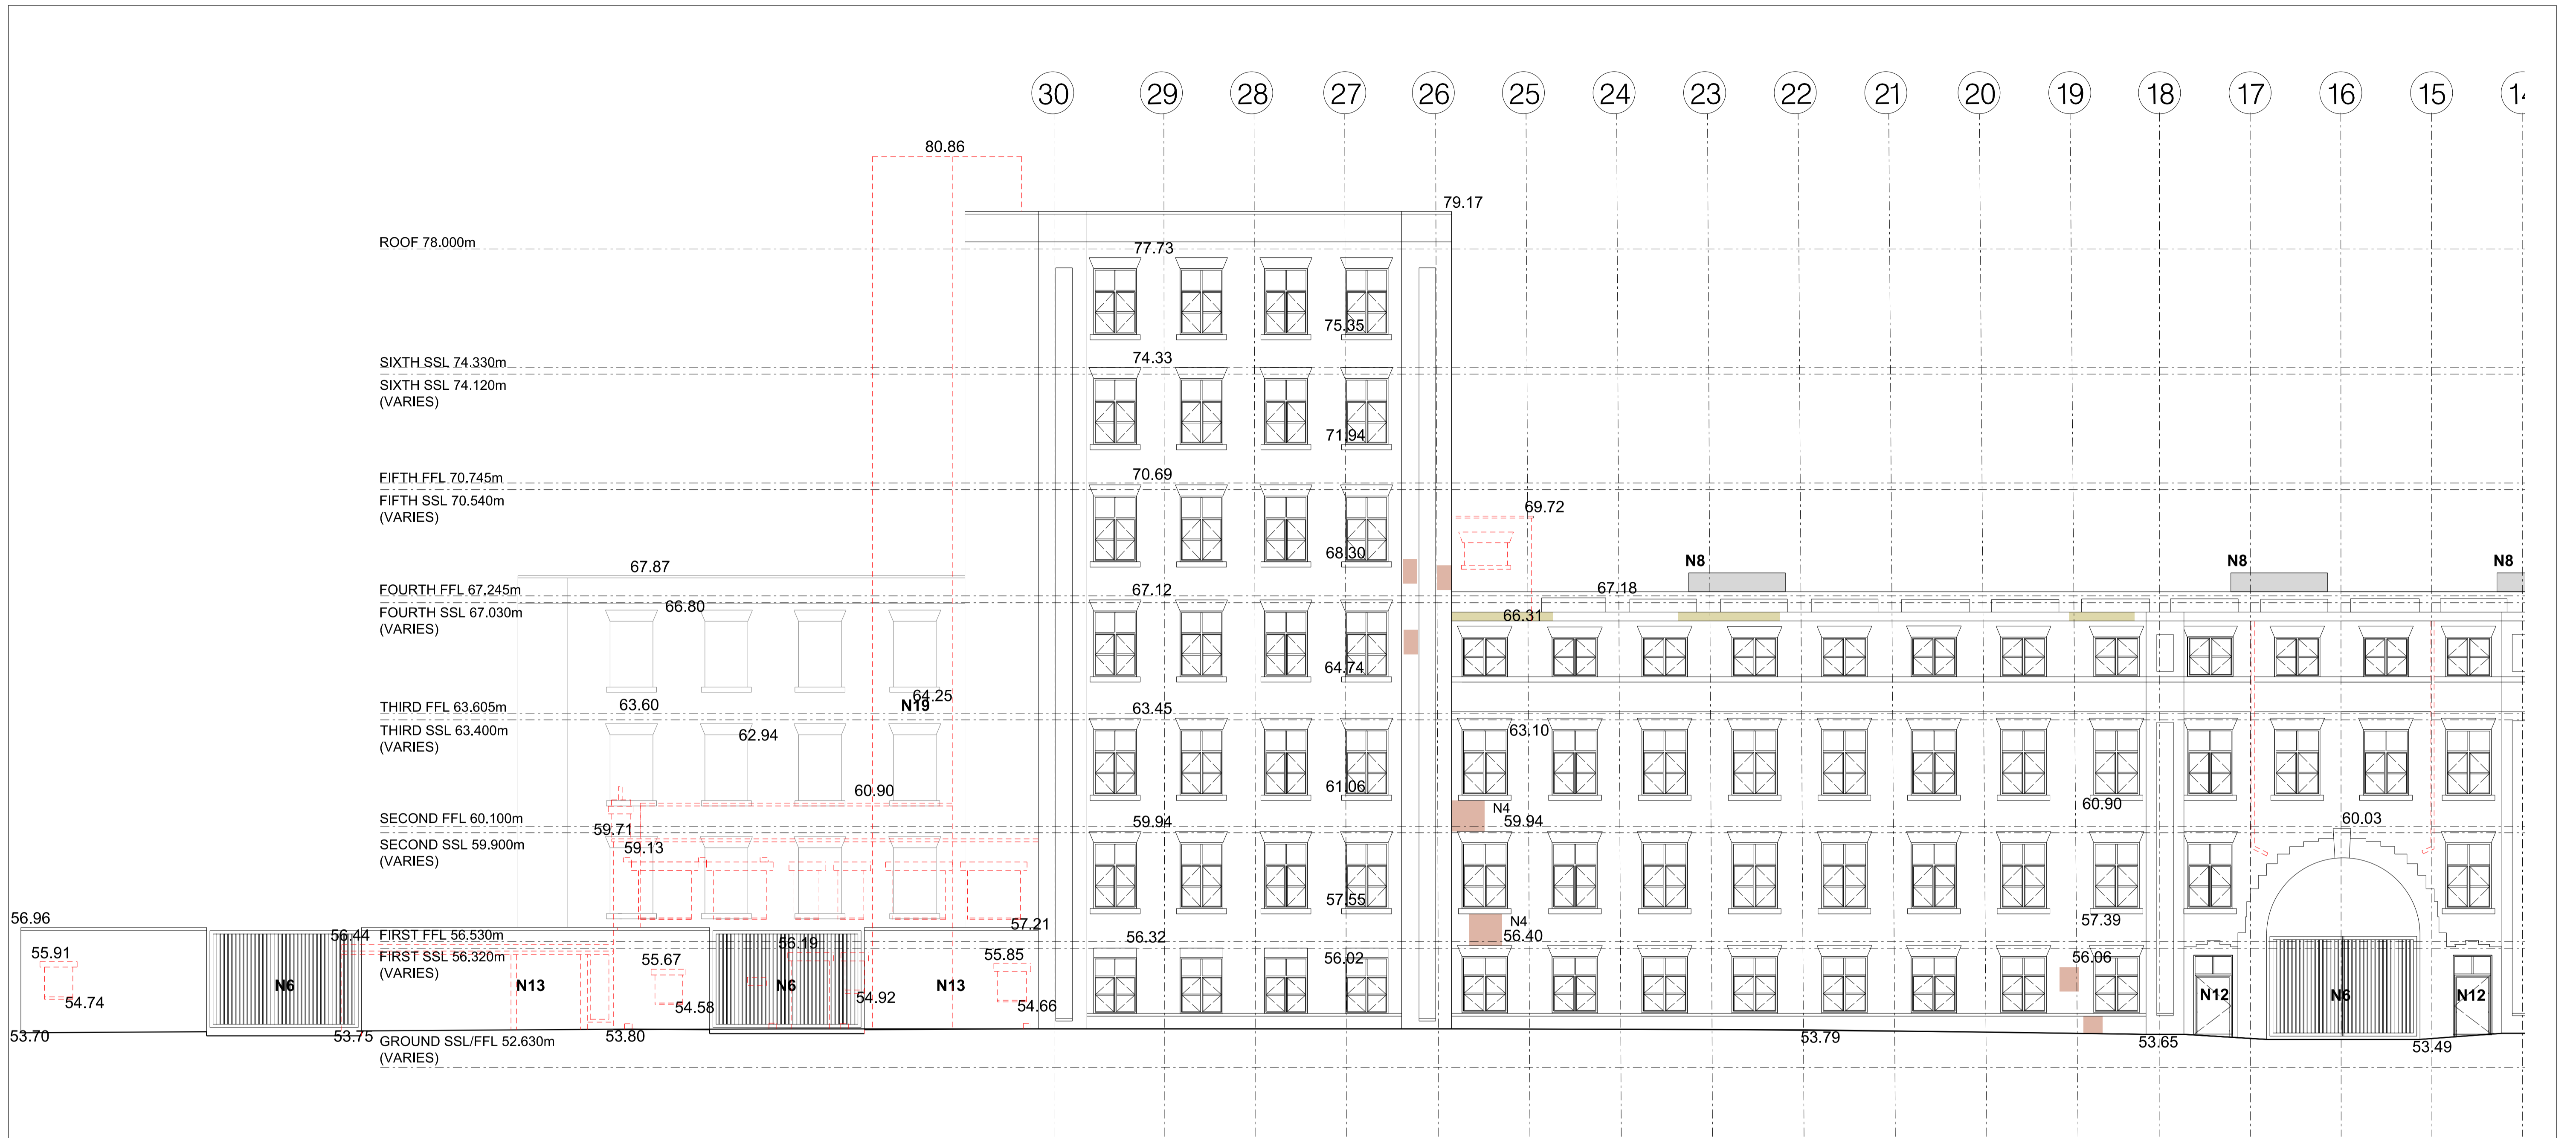 30 29 28 27 26 25 24 23 22 21 20 19 18 17 16 15
80.86
79.17
ROOF 78.000m
77.73
75.35
SIXTH SSL 74.330m
74.33
SIXTH SSL 74.120m
(VARIES)
71.94
FIFTH FFL 70.745m
70.69
FIFTH SSL 70.540m
(VARIES)
69.72
68.30
N8 N8 N8
67.87
FOURTH FFL 67.245m
67.12
67.18
FOURTH SSL 67.030m
(VARIES)
66.80
66.31
64.74
64.25
N19
THIRD FFL 63.605m
63.60
63.45
THIRD SSL 63.400m
(VARIES)
62.94
63.10
61.06
60.90
60.90
N4
SECOND FFL 60.100m
59.71
59.94
59.94
60.03
SECOND SSL 59.900m
(VARIES)
59.13
57.55
57.39
56.96
57.21
N4
56.44
FIRST FFL 56.530m
56.19
56.32
56.40
55.91
FIRST SSL 56.320m
(VARIES)
55.67
55.85
56.02
56.06
N6
N13
N6
N13
N12
N6
N12
54.74
54.58
54.92
54.66
53.70
53.75
53.80
53.79
53.65
53.49
GROUND SSL/FFL 52.630m
(VARIES)